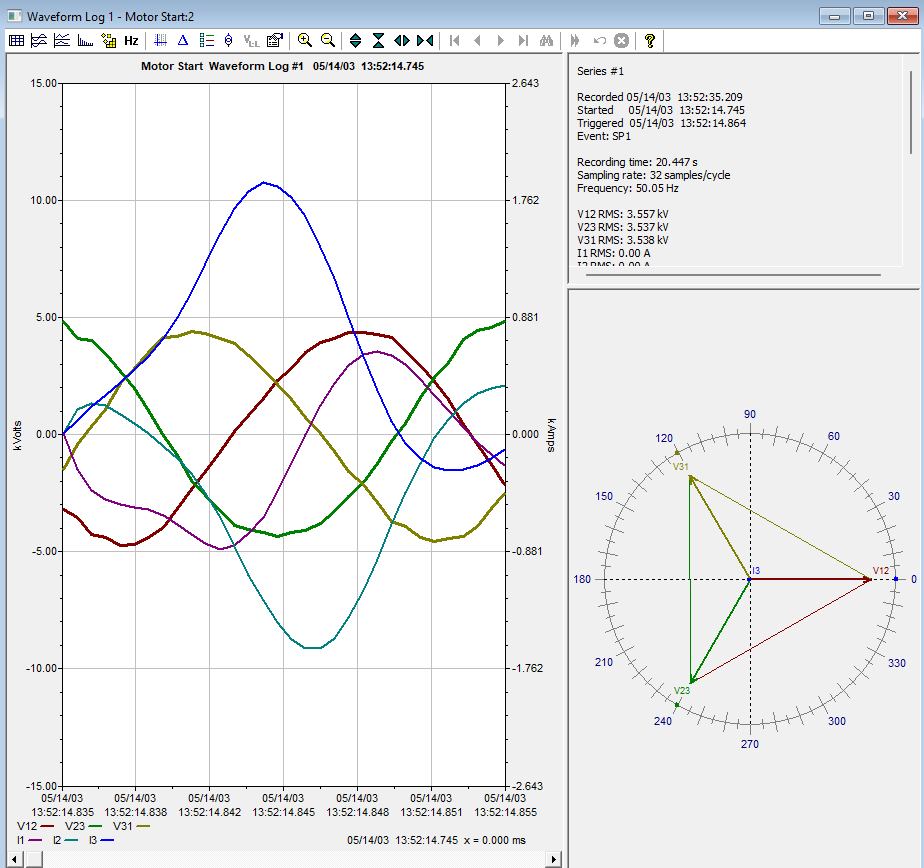 Waveform Log 1 - Motor Start:2
Hz
Motor Start Waveform Log #1 05/14/03 13:52:14.745
15.00
10.00
5.00
0.00
-5.00
-10.00
-15.00
kVolts
2.643
1.762
0.881
0.000
-0.881
-1.762
-2.643
kAmps
05/14/03 05/14/03 05/14/03 05/14/03 05/14/03 05/14/03 05/14/03
13:52:14.835 13:52:14.838 13:52:14.842 13:52:14.845 13:52:14.848 13:52:14.851 13:52:14.855
V12 V23 V31
I1 I2 I3 05/14/03 13:52:14.745 x = 0.000 ms
Series #1
Recorded 05/14/03 13:52:35.209
Started 05/14/03 13:52:14.745
Triggered 05/14/03 13:52:14.864
Event: SP1
Recording time: 20.447 s
Sampling rate: 32 samples/cycle
Frequency: 50.05 Hz
V12 RMS: 3.557 kV
V23 RMS: 3.537 kV
V31 RMS: 3.538 kV
I1 RMS: 0.00 A
I2 RMS: 0.00 A
90
120
60
V31
150
30
I3
V12
180
0
210
330
V23
240
300
270